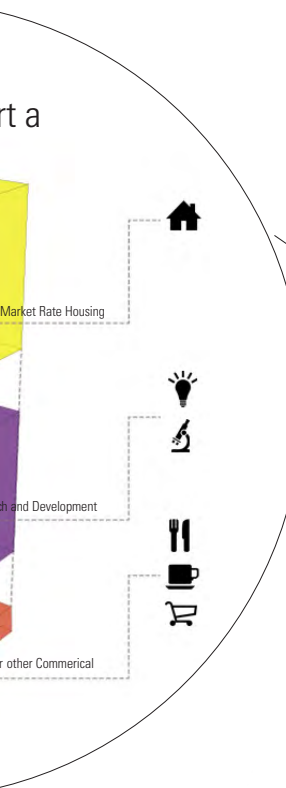 rt a
Market Rate Housing
ch and Development
r other Commerical